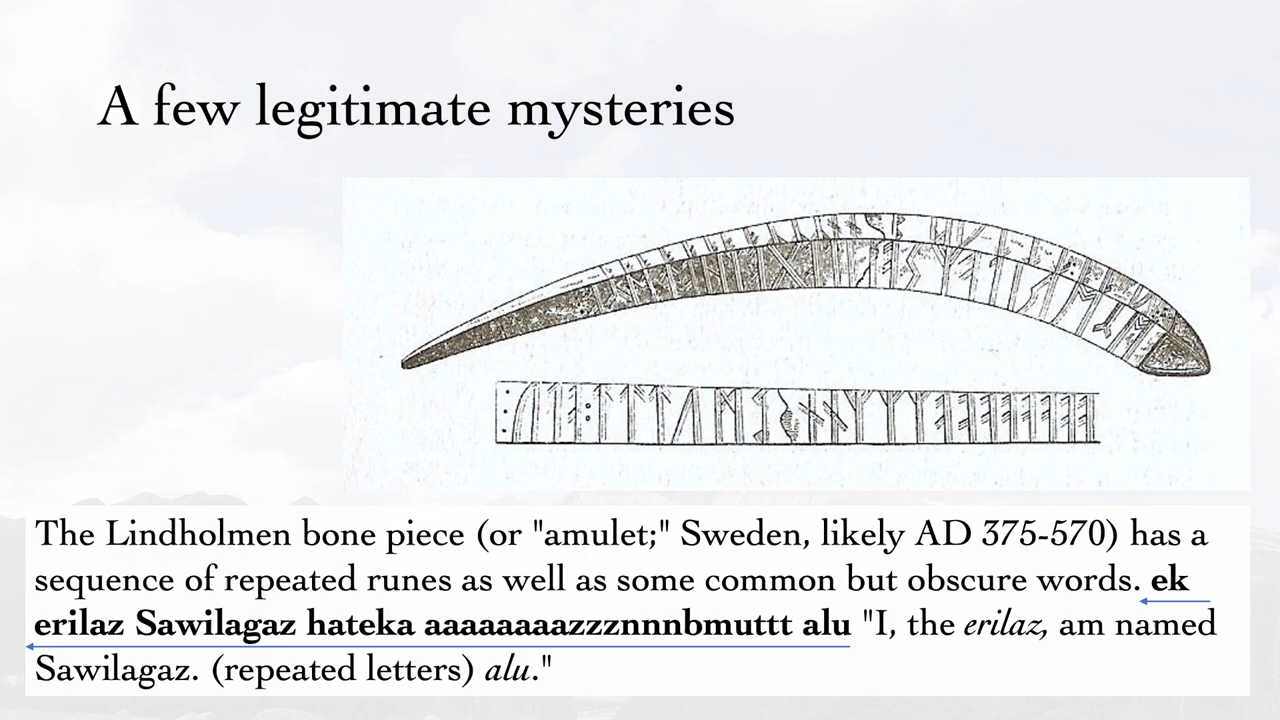 A few legitimate mysteries
The Lindholmen bone piece (or "amulet;" Sweden, likely AD 375-570) has a
sequence of repeated runes as well as some common but obscure words. ek
erilaz Sawilagaz hateka aaaaaaaazzznnnbmuttt alu "I, the erilaz, am named
Sawilagaz. (repeated letters) alu."